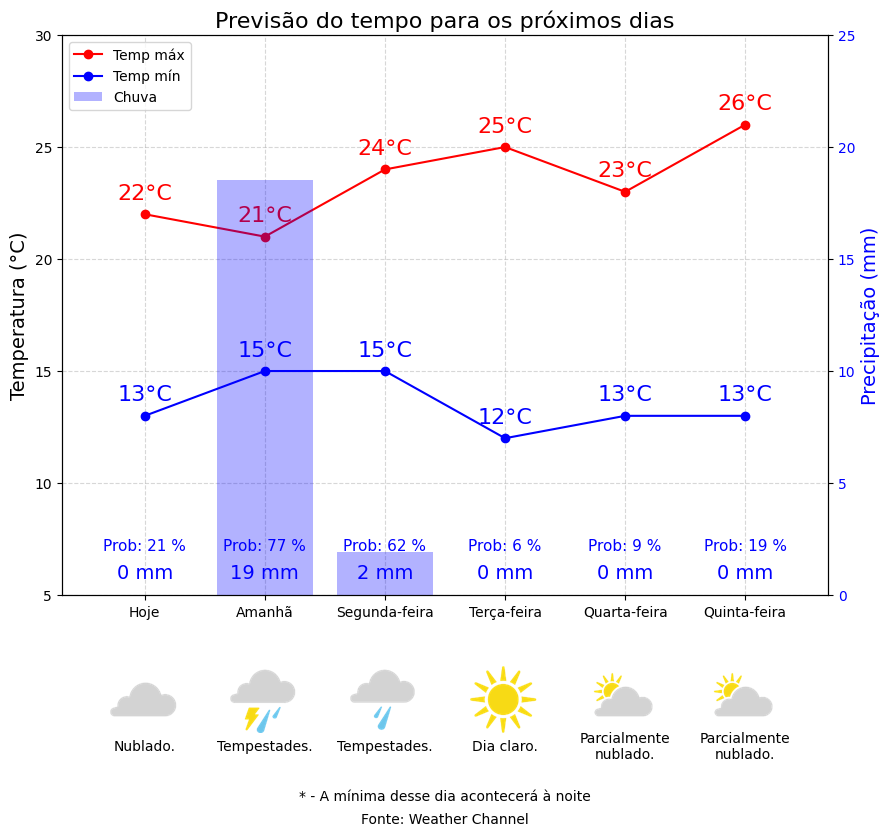 Previsão do tempo para os próximos dias
Temp máx
Temp mín
Chuva
Temperatura (°C)
Precipitação (mm)
30
25
20
15
10
5
25
20
15
10
5
0
22°C
21°C
24°C
25°C
23°C
26°C
13°C
15°C
15°C
12°C
13°C
13°C
Prob: 21 %
Prob: 77 %
Prob: 62 %
Prob: 6 %
Prob: 9 %
Prob: 19 %
0 mm
19 mm
2 mm
0 mm
0 mm
0 mm
Hoje
Amanhã
Segunda-feira
Terça-feira
Quarta-feira
Quinta-feira
Nublado.
Tempestades.
Tempestades.
Dia claro.
Parcialmente
nublado.
Parcialmente
nublado.
* - A mínima desse dia acontecerá à noite
Fonte: Weather Channel